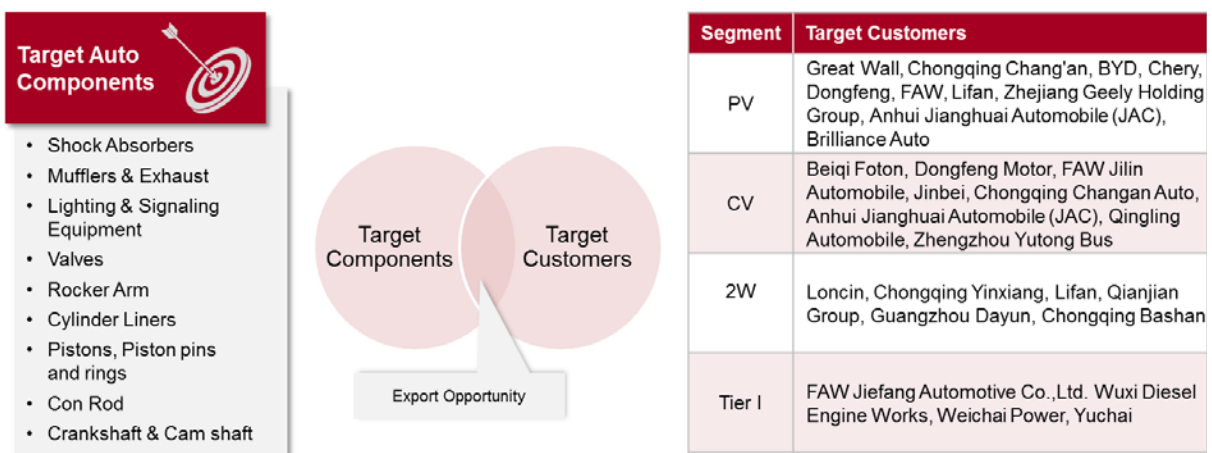 Target Auto
Components
• Shock Absorbers
• Mufflers & Exhaust
• Lighting & Signaling
Equipment
• Valves
• Rocker Arm
• Cylinder Liners
• Pistons, Piston pins
and rings
• Con Rod
• Crankshaft & Cam shaft
Target
Components
Target
Customers
Export Opportunity
Segment Target Customers
PV
Great Wall, Chongqing Chang'an, BYD, Chery,
Dongfeng, FAW, Lifan, Zhejiang Geely Holding
Group, Anhui Jianghuai Automobile (JAC),
Brilliance Auto
CV
Beiqi Foton, Dongfeng Motor, FAW Jilin
Automobile, Jinbei, Chongqing Changan Auto,
Anhui Jianghuai Automobile (JAC), Qingling
Automobile, Zhengzhou Yutong Bus
2W
Loncin, Chongqing Yinxiang, Lifan, Qianjian
Group, Guangzhou Dayun, Chongqing Bashan
Tier I
FAW Jiefang Automotive Co.,Ltd. Wuxi Diesel
Engine Works, Weichai Power, Yuchai